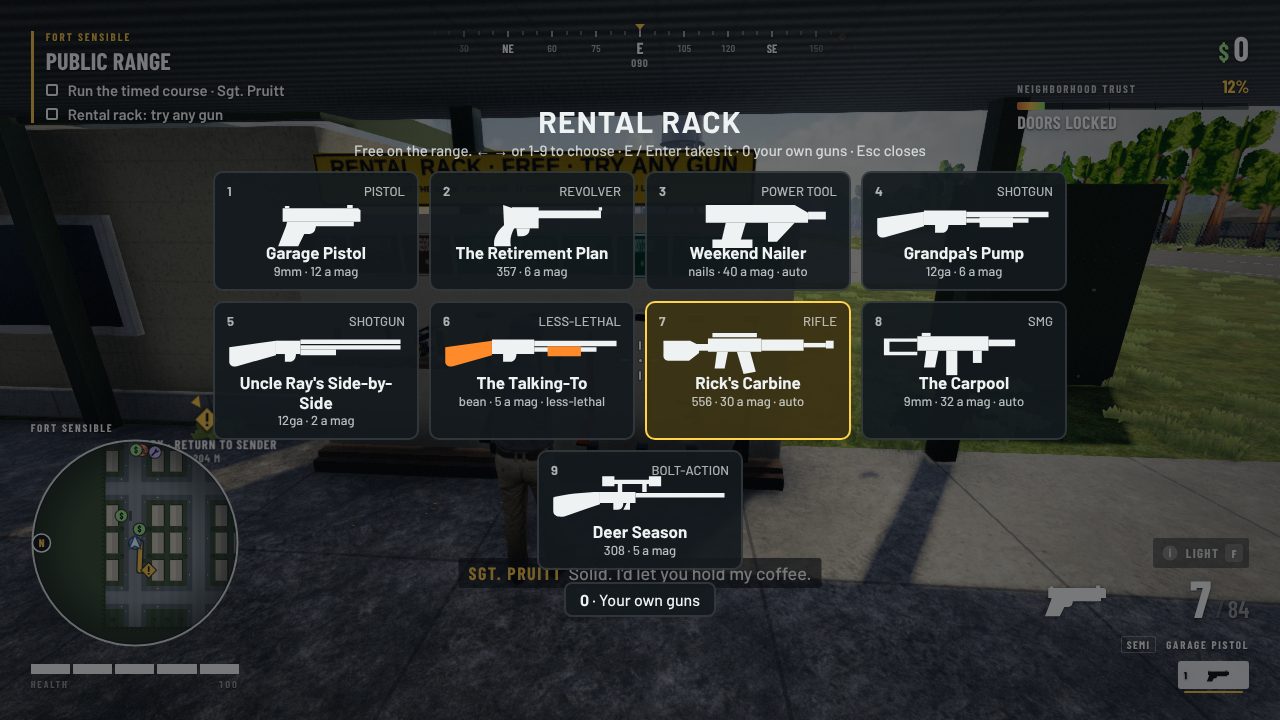 FORT SENSIBLE
PUBLIC RANGE
Run the timed course · Sgt. Pruitt
Rental rack: try any gun
30 NE 60 75 E 105 120 SE 150
090
$ 0
NEIGHBORHOOD TRUST 12%
DOORS LOCKED
RENTAL RACK
Free on the range. ← → or 1-9 to choose · E / Enter takes it · 0 your own guns · Esc closes
RENTAL RACK · FREE · TRY ANY GUN
1 PISTOL
Garage Pistol
9mm · 12 a mag
2 REVOLVER
The Retirement Plan
357 · 6 a mag
3 POWER TOOL
Weekend Nailer
nails · 40 a mag · auto
4 SHOTGUN
Grandpa's Pump
12ga · 6 a mag
5 SHOTGUN
Uncle Ray's Side-by-
Side
12ga · 2 a mag
6 LESS-LETHAL
The Talking-To
bean · 5 a mag · less-lethal
7 RIFLE
Rick's Carbine
556 · 30 a mag · auto
8 SMG
The Carpool
9mm · 32 a mag · auto
9 BOLT-ACTION
Deer Season
308 · 5 a mag
SGT. PRUITT Solid. I'd let you hold my coffee.
0 · Your own guns
FORT SENSIBLE
· RETURN TO SENDER
204 M
N
HEALTH 100
LIGHT F
7 / 84
SEMI GARAGE PISTOL
1